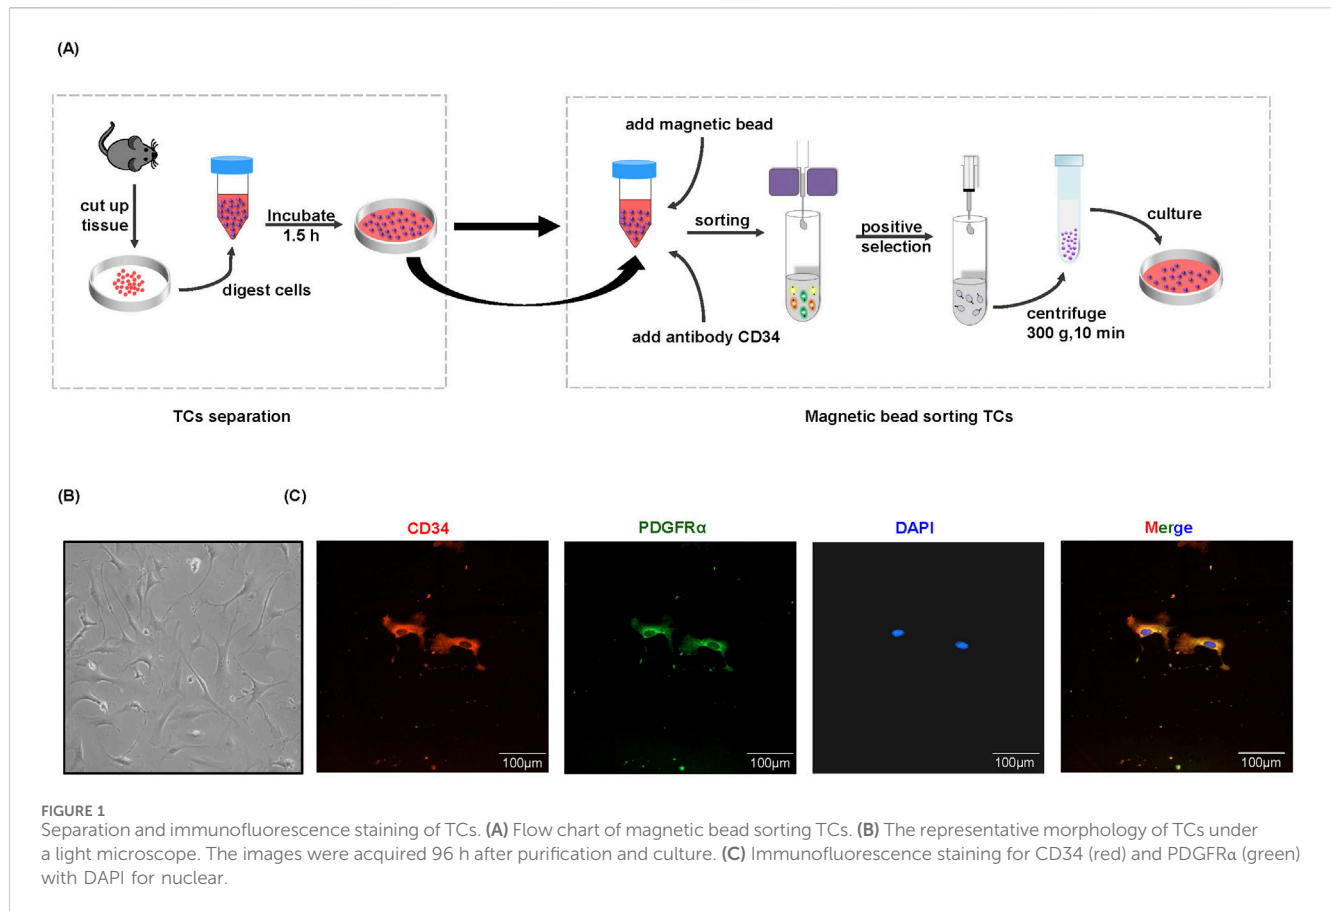 (A)
cut up
tissue
digest cells
Incubate
1.5 h
add magnetic bead
add antibody CD34
sorting
positive
selection
centrifuge
300 g,10 min
culture
TCs separation
Magnetic bead sorting TCs
(B)
(C)
CD34
PDGFRα
DAPI
Merge
100μm
100μm
100μm
100μm
FIGURE 1
Separation and immunofluorescence staining of TCs. (A) Flow chart of magnetic bead sorting TCs. (B) The representative morphology of TCs under
a light microscope. The images were acquired 96 h after purification and culture. (C) Immunofluorescence staining for CD34 (red) and PDGFRα (green)
with DAPI for nuclear.